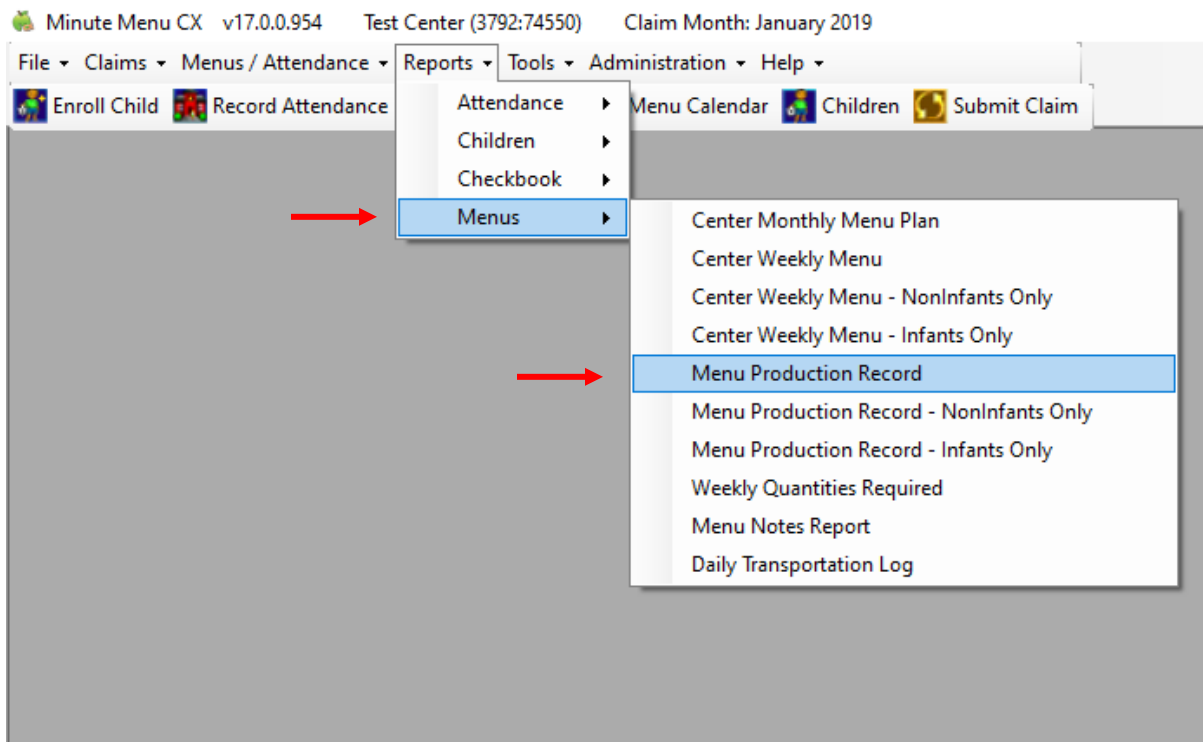 Minute Menu CX v17.0.0.954 Test Center (3792:74550) Claim Month: January 2019
File Claims Menus / Attendance Reports Tools Administration Help
Enroll Child Record Attendance Menu Calendar Children Submit Claim
Attendance
Children
Checkbook
Menus
Center Monthly Menu Plan
Center Weekly Menu
Center Weekly Menu - NonInfants Only
Center Weekly Menu - Infants Only
Menu Production Record
Menu Production Record - NonInfants Only
Menu Production Record - Infants Only
Weekly Quantities Required
Menu Notes Report
Daily Transportation Log